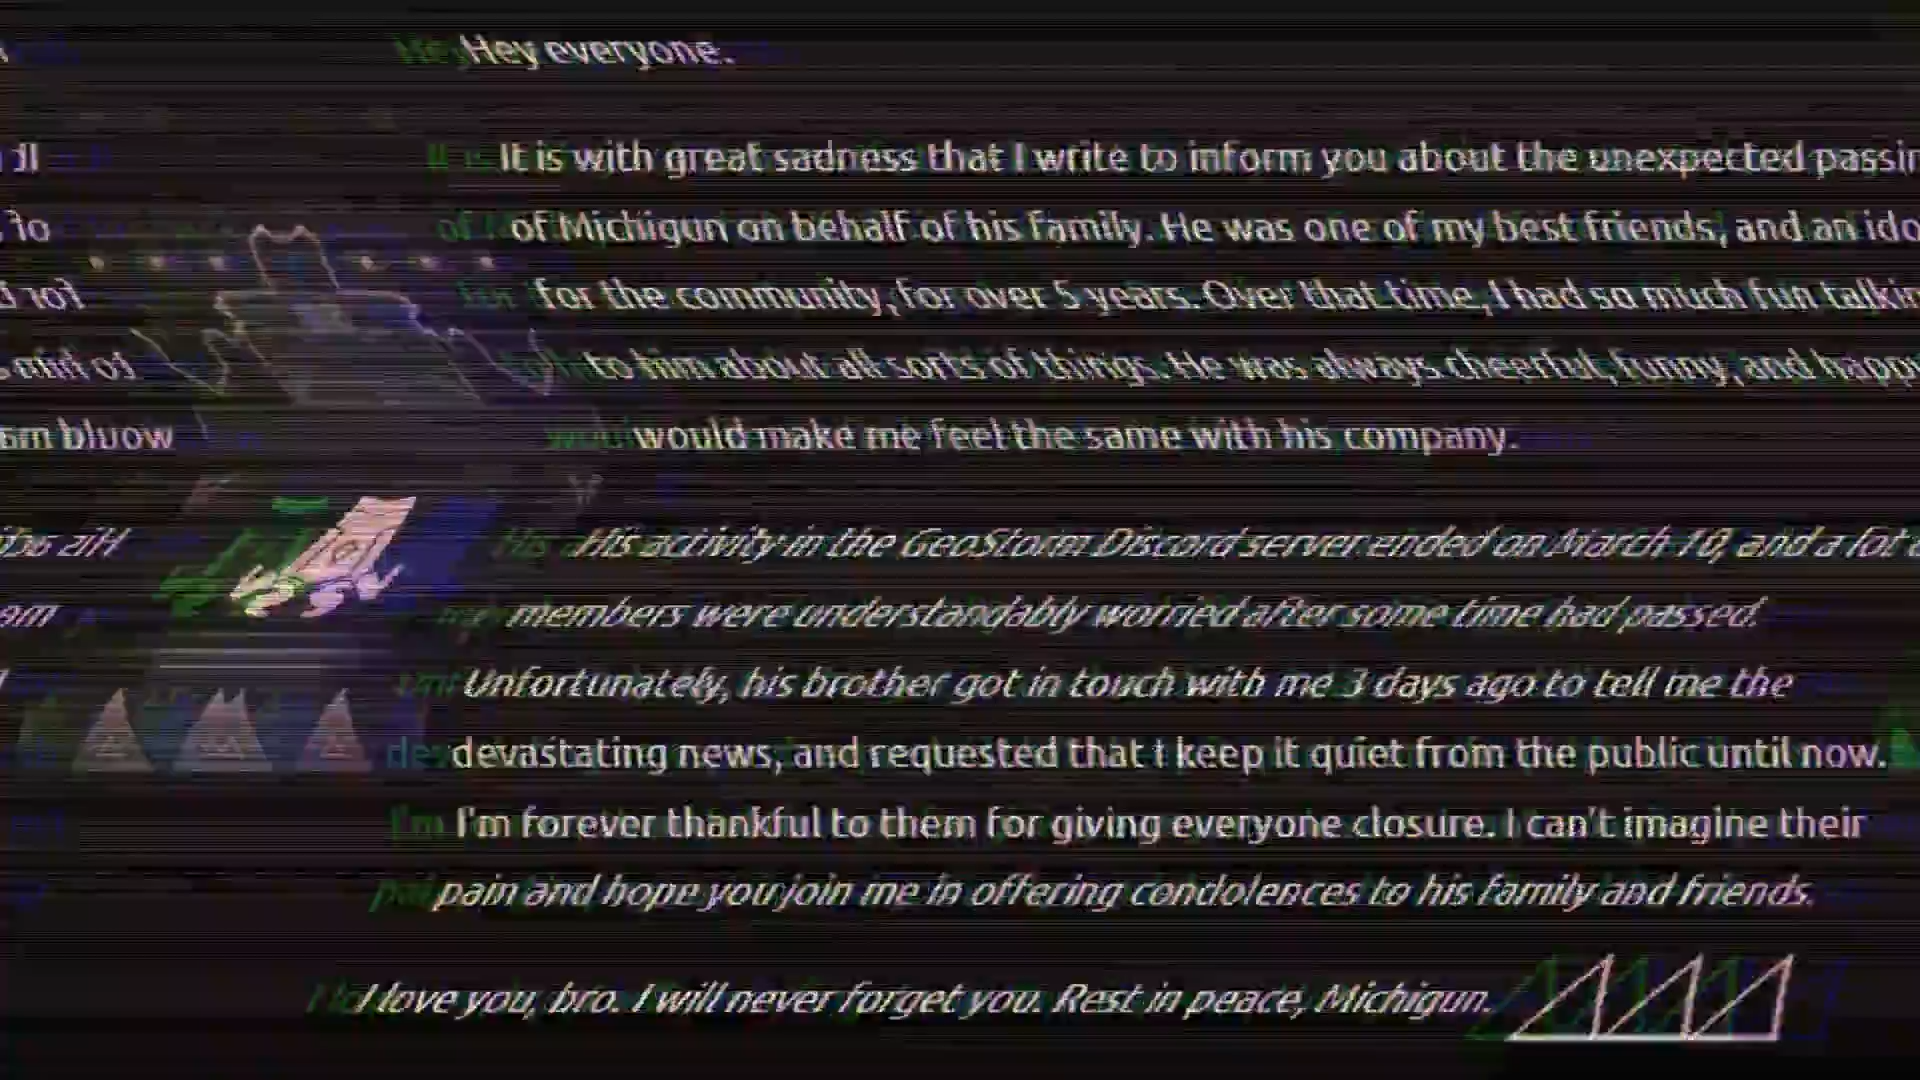 Hey everyone.
It is with great sadness that I write to inform you about the unexpected passin
of Michigun on behalf of his family. He was one of my best friends, and an ido
for the community, for over 5 years. Over that time, I had so much fun talkin
to him about all sorts of things. He was always cheerful, funny, and happy
would make me feel the same with his company.
His activity in the GeoStorm Discord server ended on March 10, and a lot o
members were understandably worried after some time had passed.
Unfortunately, his brother got in touch with me 3 days ago to tell me the
devastating news, and requested that I keep it quiet from the public until now.
I'm forever thankful to them for giving everyone closure. I can't imagine their
pain and hope you join me in offering condolences to his family and friends.
I love you, bro. I will never forget you. Rest in peace, Michigun.